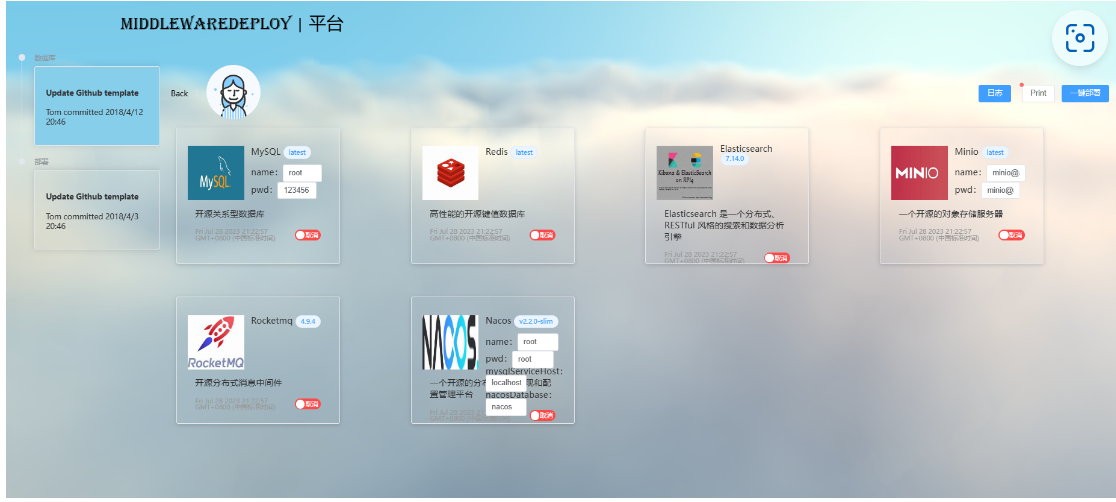 MIDDLEWAREDEPLOY | 平台
数据库
Update Github template
Tom committed 2018/4/12
20:46
部署
Update Github template
Tom committed 2018/4/3
20:46
Back
日志
Print
一键部署
MySQL
MySQL latest
name: root
pwd: 123456
开源关系型数据库
Fri Jul 28 2023 21:22:57
GMT+0800 (中国标准时间)
取消
Redis latest
高性能的开源键值数据库
Fri Jul 28 2023 21:22:57
GMT+0800 (中国标准时间)
取消
Kibana & ElasticSearch
on RPi4
Elasticsearch
7.14.0
Elasticsearch 是一个分布式、
RESTful 风格的搜索和数据分析
引擎
Fri Jul 28 2023 21:22:57
GMT+0800 (中国标准时间)
取消
MINIO
Minio latest
name: minio@
pwd: minio@
一个开源的对象存储服务器
Fri Jul 28 2023 21:22:57
GMT+0800 (中国标准时间)
取消
RocketMQ
Rocketmq 4.9.4
开源分布式消息中间件
Fri Jul 28 2023 21:22:57
GMT+0800 (中国标准时间)
取消
NACOS.
Nacos v2.2.0-slim
name: root
pwd: root
mysqlServiceHost:
localhost
nacosDatabase:
nacos
一个开源的分布 现和配
置管理平台
Fri Jul 28 2023
GMT+0800 (中国标准时间)
取消